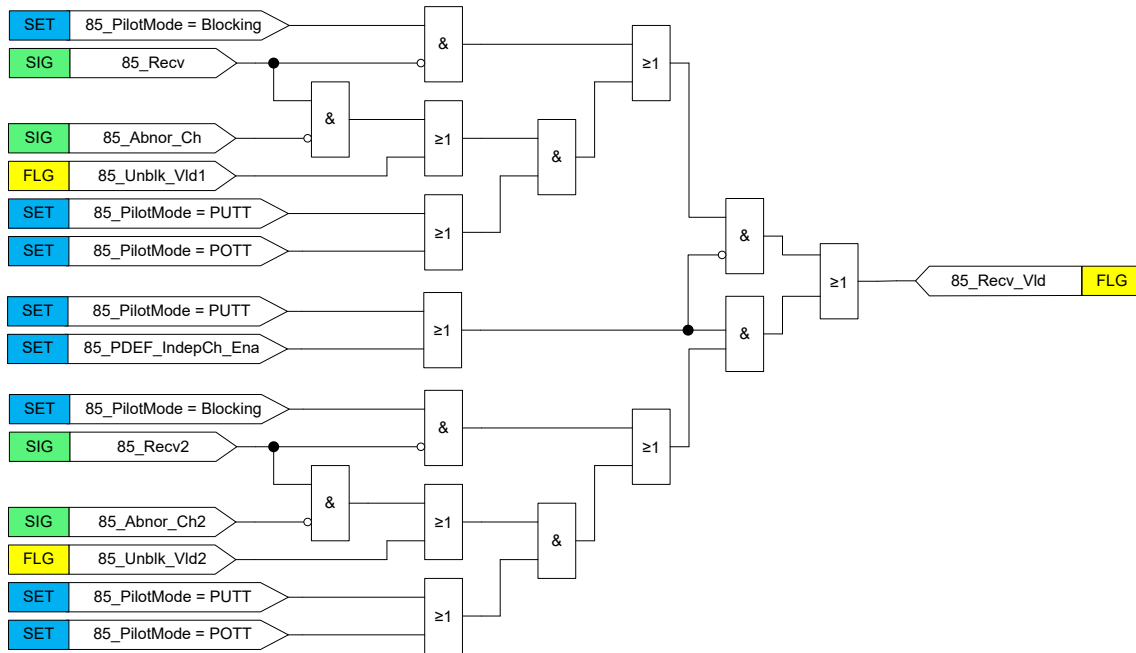 SET 85_PilotMode = Blocking
&
≥1
SIG 85_Recv
&
≥1
&
SIG 85_Abnor_Ch
&
FLG 85_Unblk_Vld1
SET 85_PilotMode = PUTT
≥1
&
SET 85_PilotMode = POTT
≥1
85_Recv_Vld FLG
SET 85_PilotMode = PUTT
≥1
&
SET 85_PDEF_IndepCh_Ena
SET 85_PilotMode = Blocking
&
≥1
SIG 85_Recv2
&
≥1
SIG 85_Abnor_Ch2
&
FLG 85_Unblk_Vld2
SET 85_PilotMode = PUTT
≥1
SET 85_PilotMode = POTT